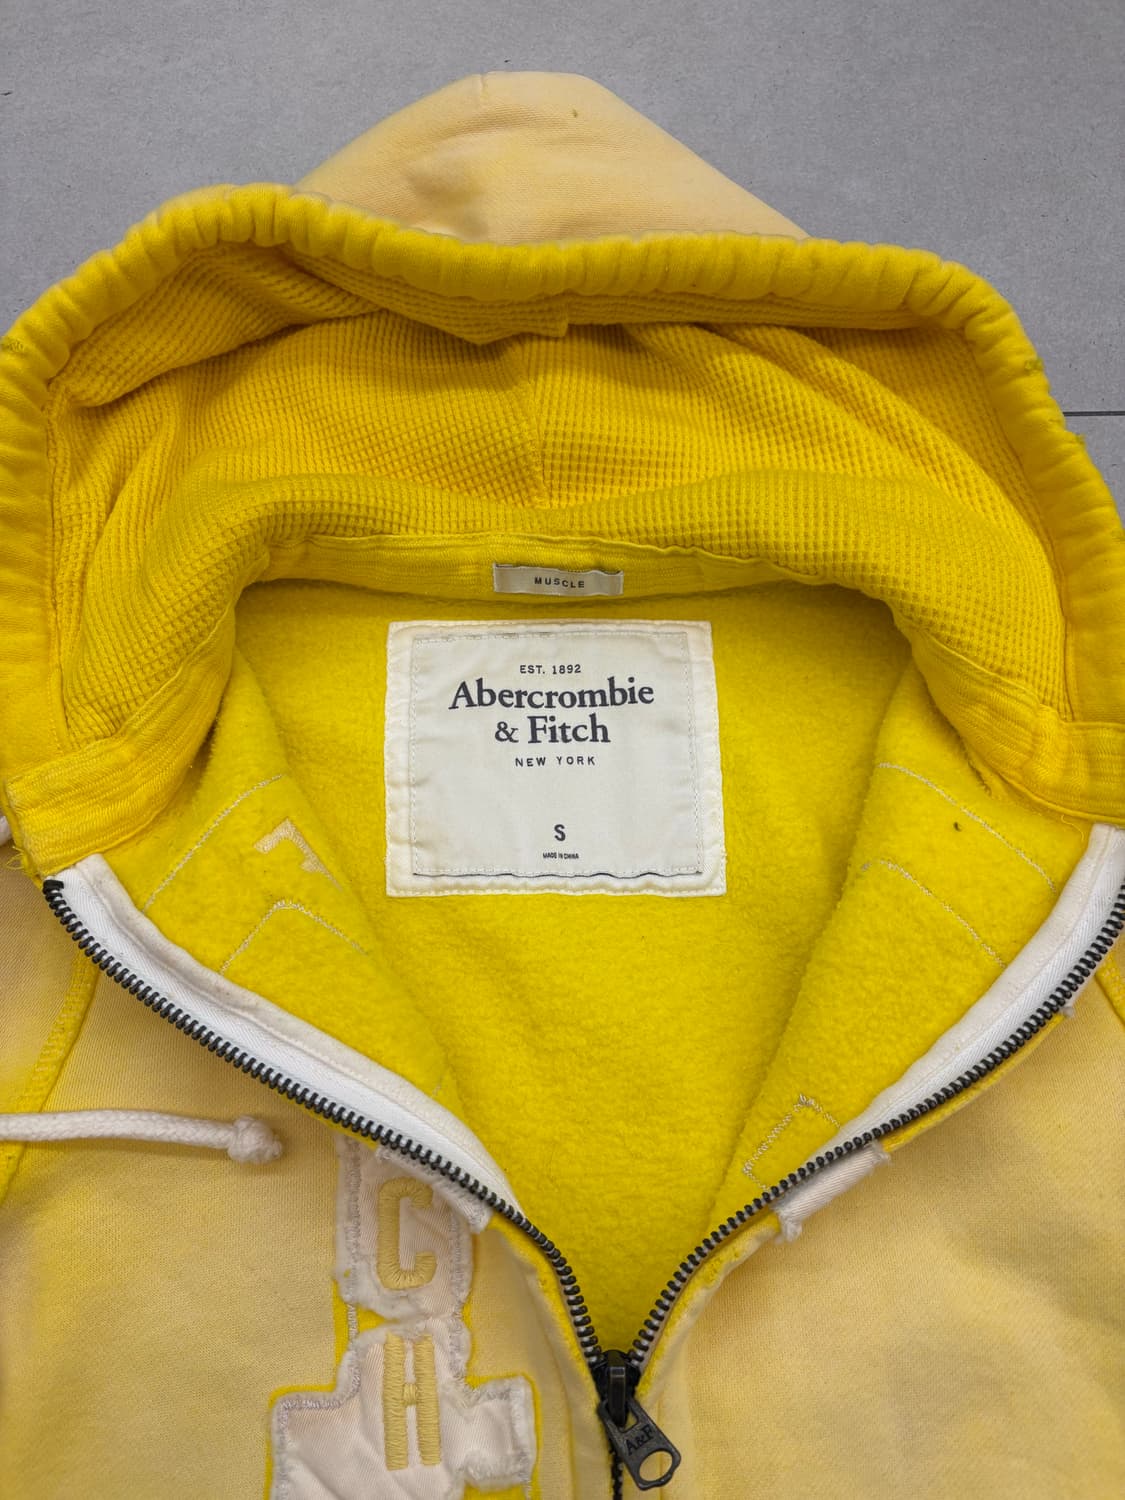 MUSCLE
EST. 1892
Abercrombie
& Fitch
NEW YORK
S
MADE IN CHINA
C
H
A&F